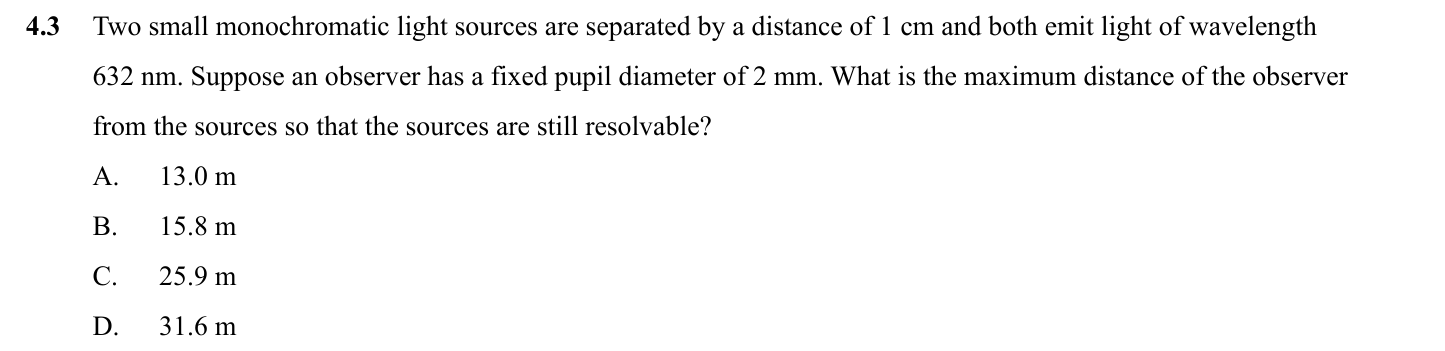 4.3 Two small monochromatic light sources are separated by a distance of 1 cm and both emit light of wavelength
632 nm. Suppose an observer has a fixed pupil diameter of 2 mm. What is the maximum distance of the observer
from the sources so that the sources are still resolvable?
A. 13.0 m
B. 15.8 m
C. 25.9 m
D. 31.6 m